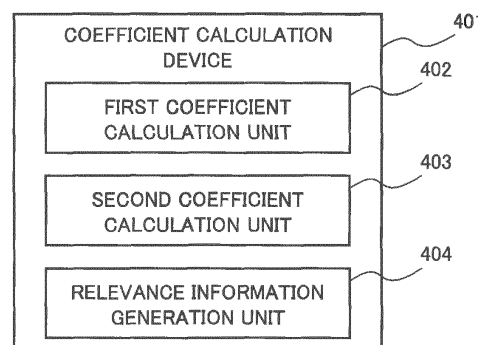 COEFFICIENT CALCULATION
DEVICE
401
402
FIRST COEFFICIENT
CALCULATION UNIT
403
SECOND COEFFICIENT
CALCULATION UNIT
404
RELEVANCE INFORMATION
GENERATION UNIT